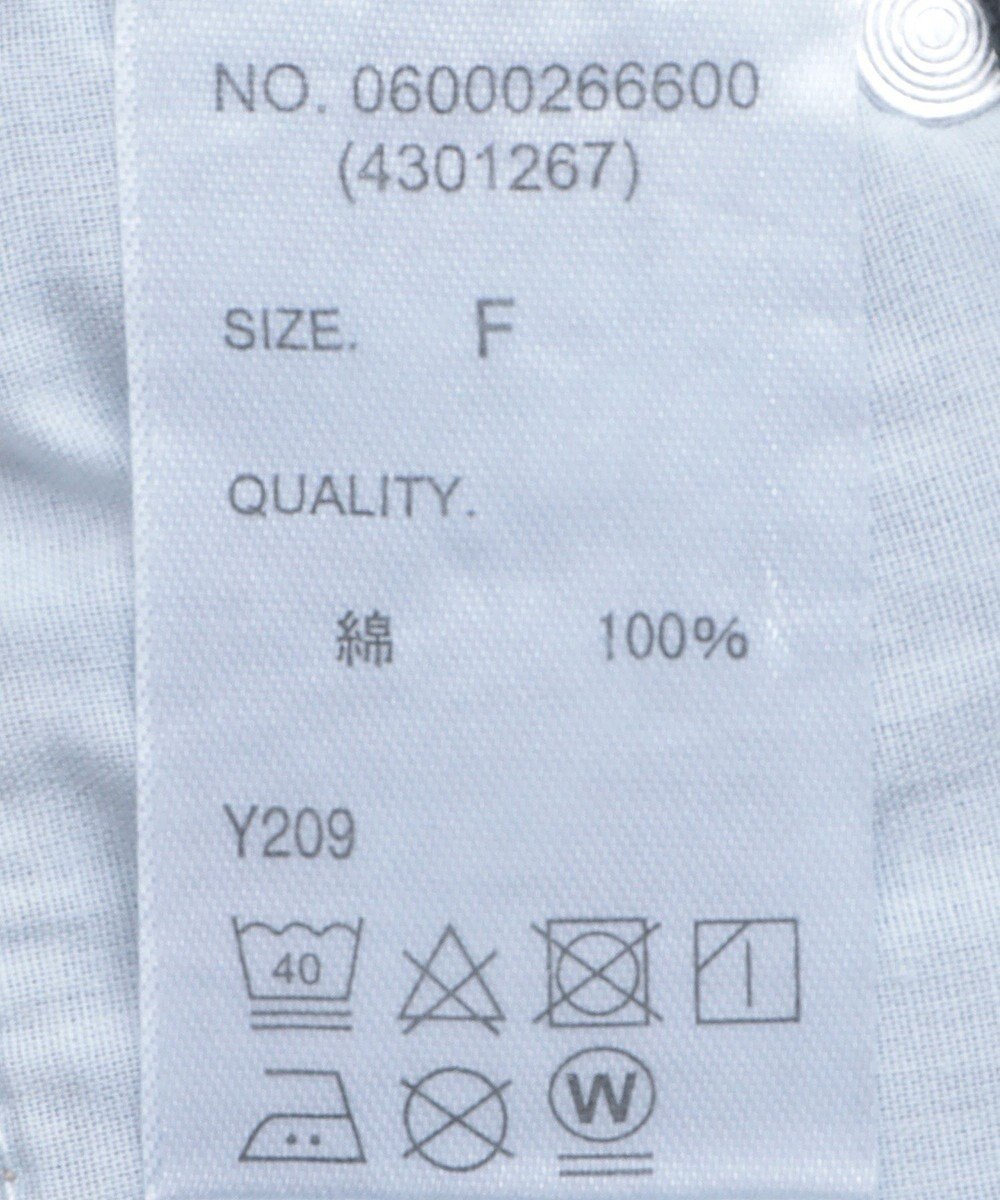 NO. 06000266600
(4301267)
SIZE. F
QUALITY.
綿 100%
Y209
40
W